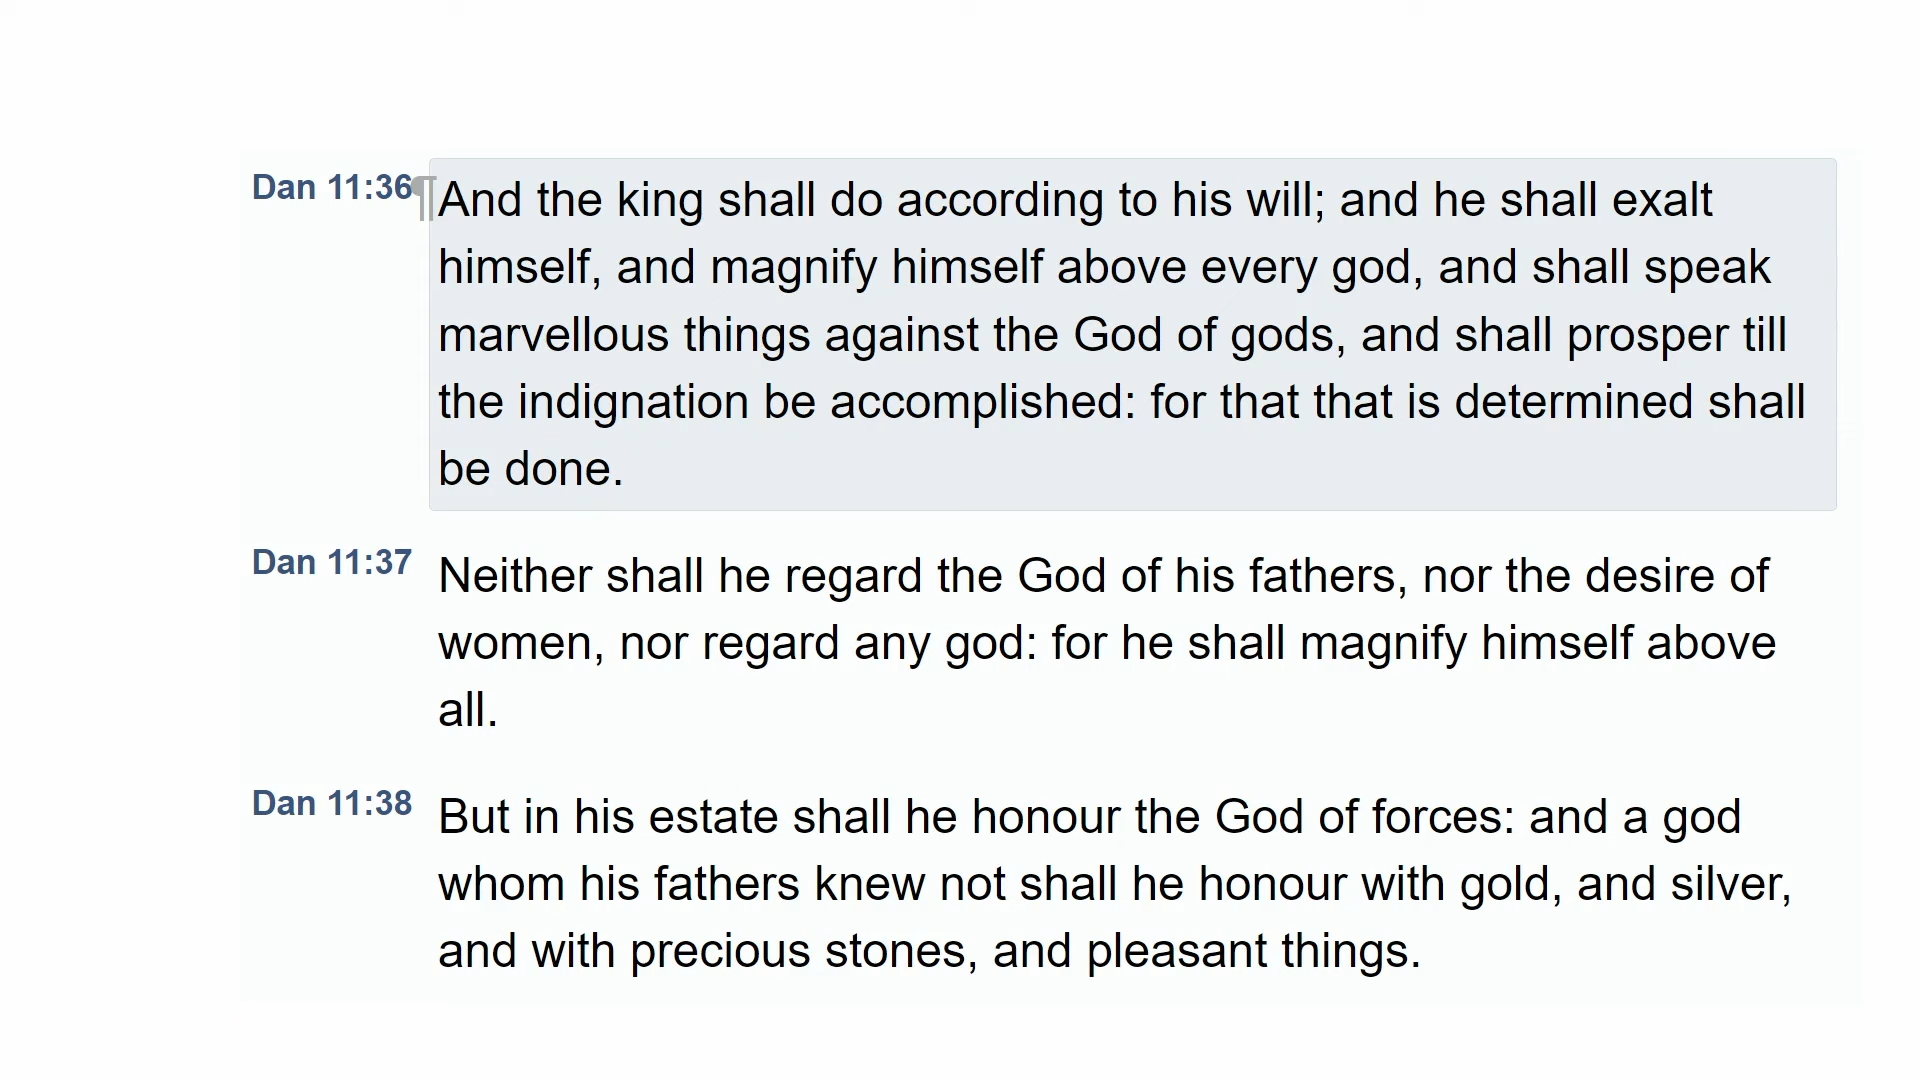 Dan 11:36 ¶And the king shall do according to his will; and he shall exalt
himself, and magnify himself above every god, and shall speak
marvellous things against the God of gods, and shall prosper till
the indignation be accomplished: for that that is determined shall
be done.
Dan 11:37 Neither shall he regard the God of his fathers, nor the desire of
women, nor regard any god: for he shall magnify himself above
all.
Dan 11:38 But in his estate shall he honour the God of forces: and a god
whom his fathers knew not shall he honour with gold, and silver,
and with precious stones, and pleasant things.